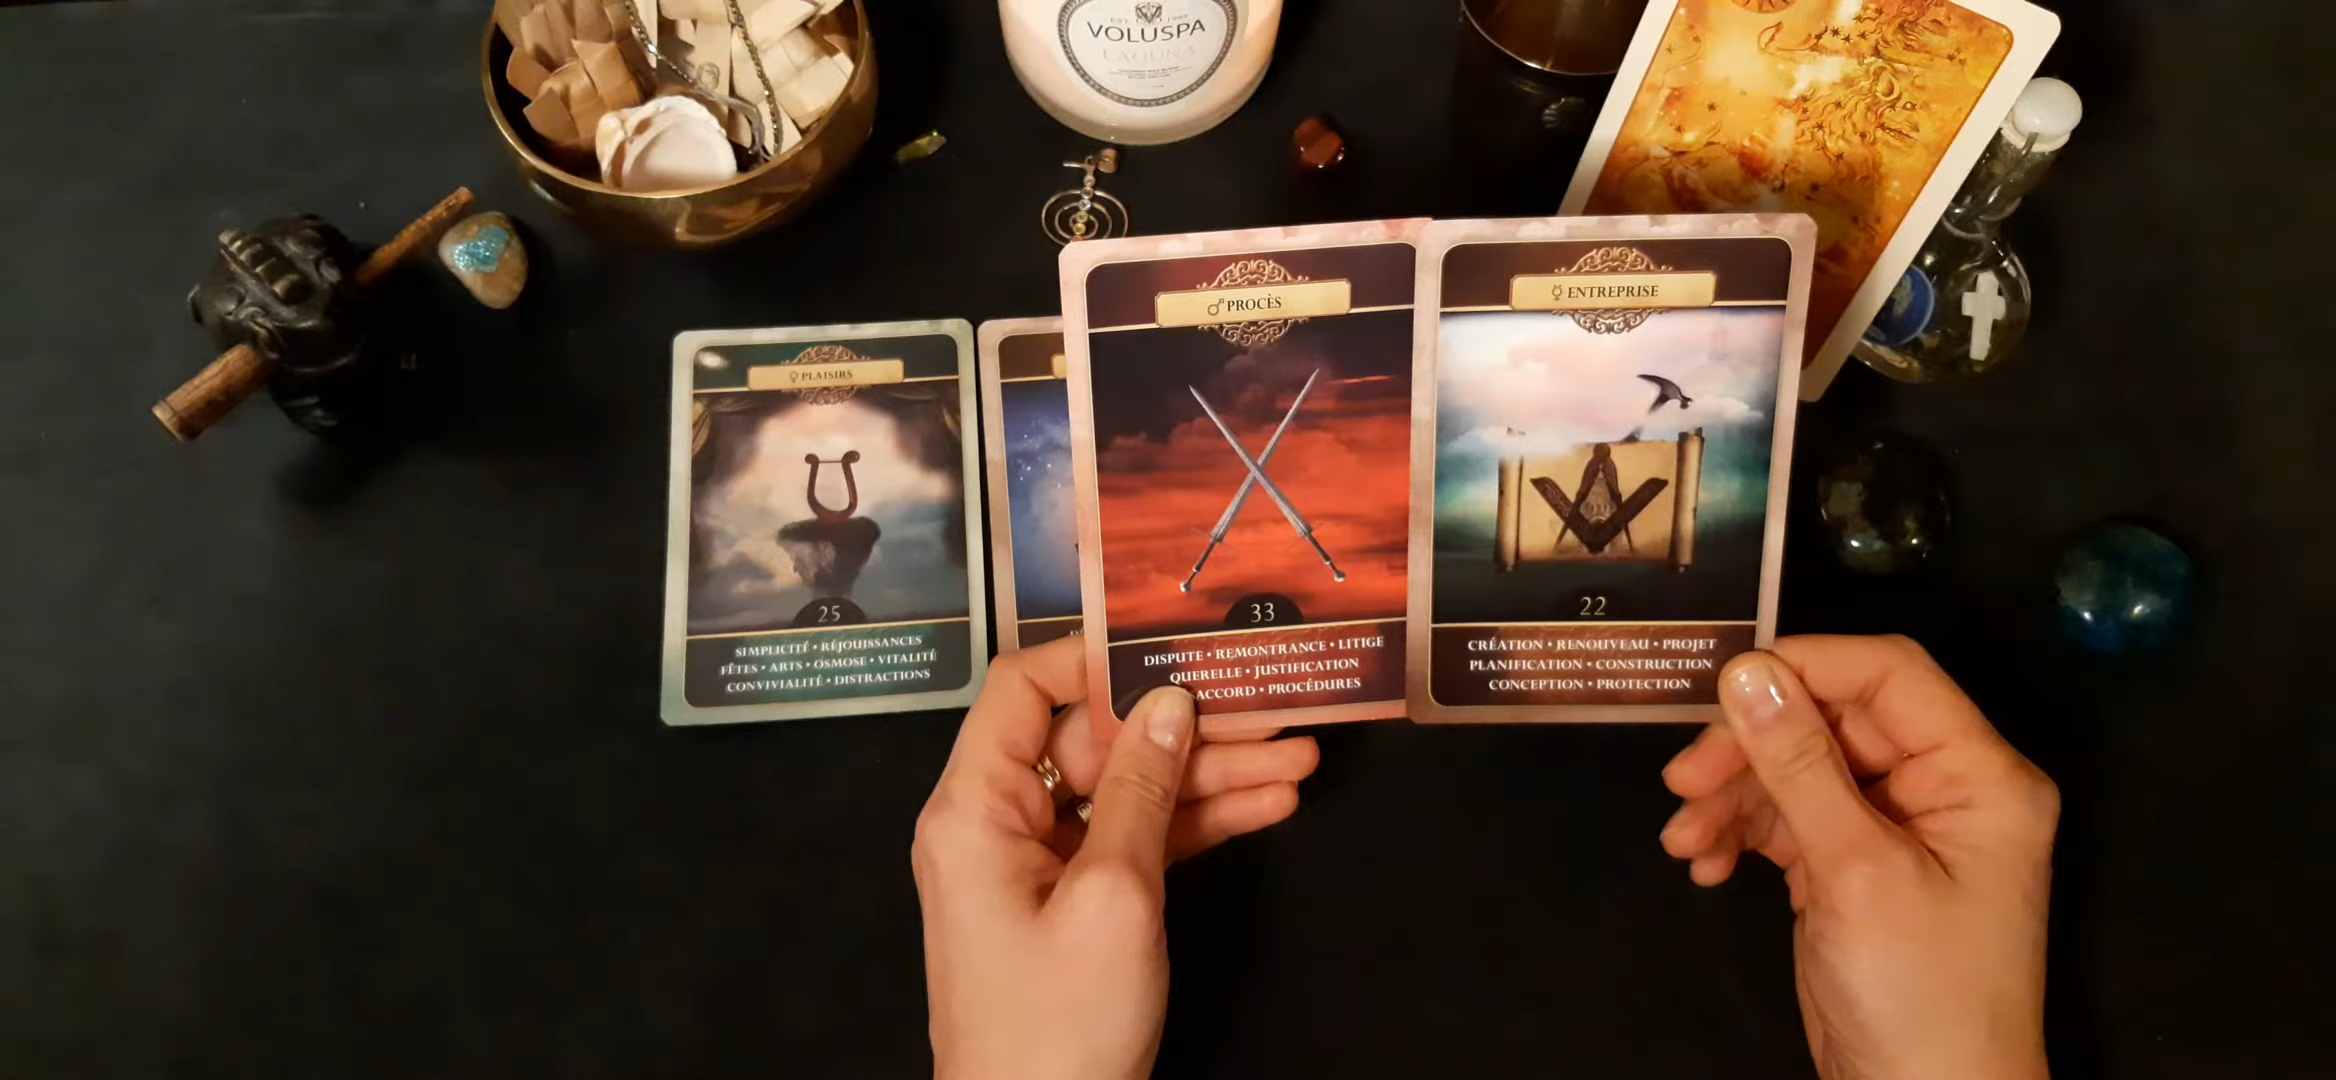 VOLUSPA
LAGUNA
♀ PLAISIRS
25
SIMPLICITÉ • RÉJOUISSANCES
FÊTES • ARTS • OSMOSE • VITALITÉ
CONVIVIALITÉ • DISTRACTIONS
♂ PROCÈS
33
DISPUTE • REMONTRANCE • LITIGE
QUERELLE • JUSTIFICATION
ACCORD • PROCÉDURES
☿ ENTREPRISE
22
CRÉATION • RENOUVEAU • PROJET
PLANIFICATION • CONSTRUCTION
CONCEPTION • PROTECTION